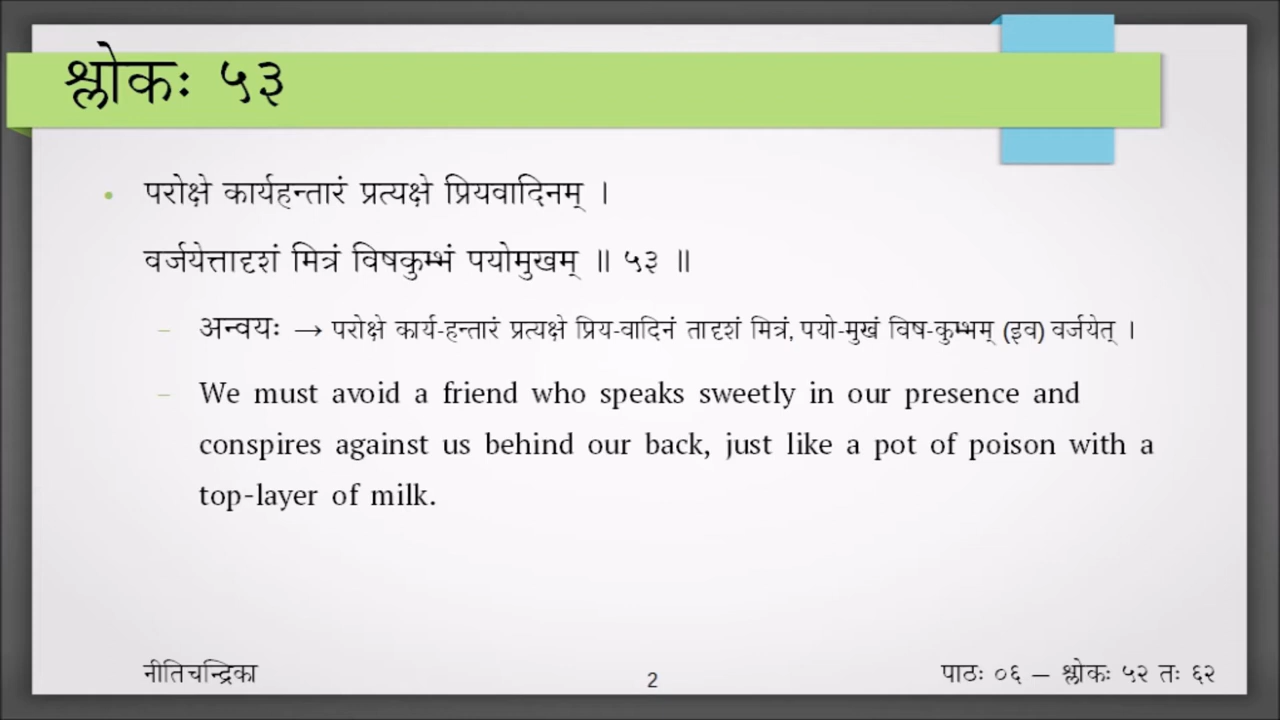 श्लोकः ५३
• परोक्षे कार्यहन्तारं प्रत्यक्षे प्रियवादिनम् ।
वर्जयेत्तादृशं मित्रं विषकुम्भं पयोमुखम् ॥ ५३ ॥
– अन्वयः → परोक्षे कार्य-हन्तारं प्रत्यक्षे प्रिय-वादिनं तादृशं मित्रं, पयो-मुखं विष-कुम्भम् (इव) वर्जयेत् ।
– We must avoid a friend who speaks sweetly in our presence and
conspires against us behind our back, just like a pot of poison with a
top-layer of milk.
नीतिचन्द्रिका
2
पाठः ०६ – श्लोकः ५२ तः ६२